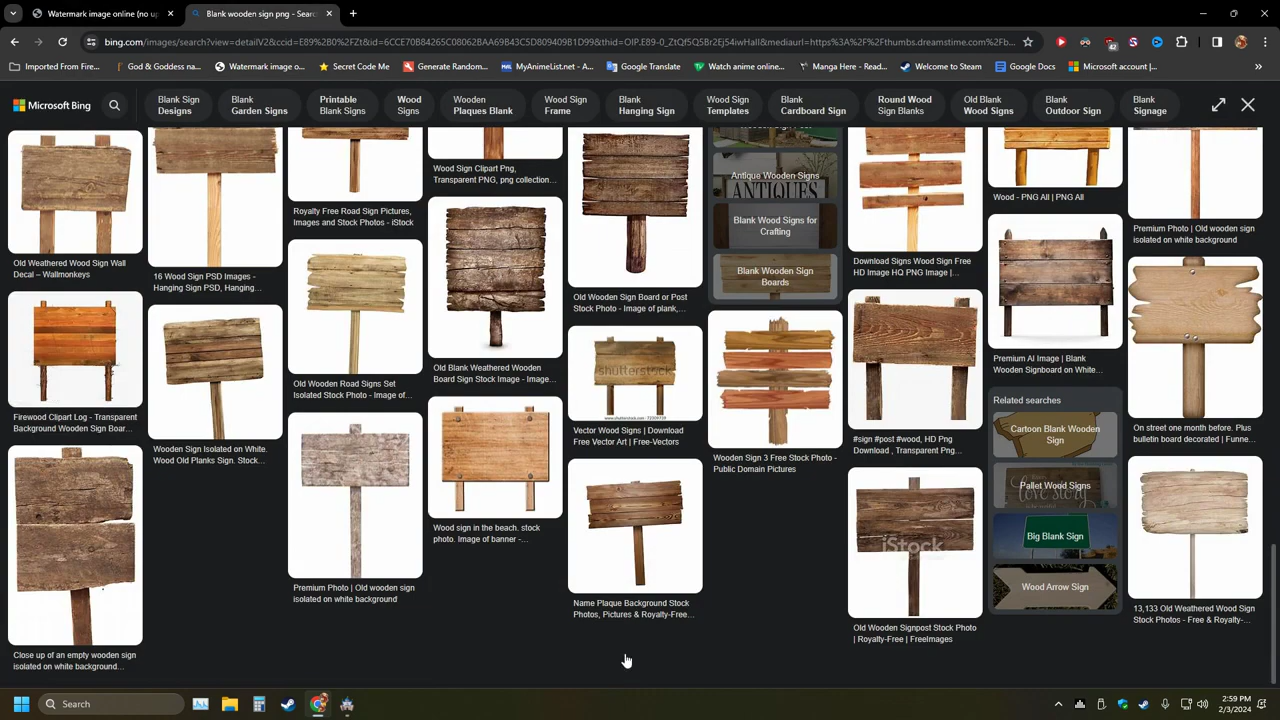 Watermark image online (no up
Blank wooden sign png - Sear
bing.com/images/search?view=detailV2&ccid=E89%2B0%2FZt&id=6CCE70B84265C08062BAA69B43C5D809409B1D99&thid=OIP.E89-0_ZtQf5Q5Br2Ej54iwHaII&mediaurl=https%3A%2F%2Fthumbs.dreamstime.com%2Fb...
42
Imported From Fire...
God & Goddess na...
Watermark image o...
Secret Code Me
Generate Random...
MyAnimeList.net - A...
Google Translate
Watch anime online...
Manga Here - Read...
Welcome to Steam
Google Docs
Microsoft account |...
Microsoft Bing
Blank Sign Designs
Blank Garden Signs
Printable Blank Signs
Wood Signs
Wooden Plaques Blank
Wood Sign Frame
Blank Hanging Sign
Wood Sign Templates
Blank Cardboard Sign
Round Wood Sign Blanks
Old Blank Wood Signs
Blank Outdoor Sign
Blank Signage
Old Weathered Wood Sign Wall
Decal – Wallmonkeys
Firewood Clipart Log - Transparent
Background Wooden Sign Boar...
Close up of an empty wooden sign
isolated on white background...
16 Wood Sign PSD Images -
Hanging Sign PSD, Hanging...
Wooden Sign Isolated on White.
Wood Old Planks Sign. Stock...
Royalty Free Road Sign Pictures,
Images and Stock Photos - iStock
Old Wooden Road Signs Set
Isolated Stock Photo - Image of...
Premium Photo | Old wooden sign
isolated on white background
Wood Sign Clipart Png,
Transparent PNG, png collection...
Old Blank Weathered Wooden
Board Sign Stock Image - Image...
Wood sign in the beach. stock
photo. Image of banner -...
Old Wooden Sign Board or Post
Stock Photo - Image of plank,...
shutterstock
Vector Wood Signs | Download
Free Vector Art | Free-Vectors
Name Plaque Background Stock
Photos, Pictures & Royalty-Free...
Antique Wooden Signs
ANTIQUES
Blank Wood Signs for
Crafting
Blank Wooden Sign
Boards
Wooden Sign 3 Free Stock Photo -
Public Domain Pictures
Download Signs Wood Sign Free
HD Image HQ PNG Image |...
#sign #post #wood, HD Png
Download , Transparent Png...
iStock
Old Wooden Signpost Stock Photo
| Royalty-Free | FreeImages
Wood - PNG All | PNG All
Premium AI Image | Blank
Wooden Signboard on White...
Related searches
Cartoon Blank Wooden
Sign
Pallet Wood Signs
love story
Big Blank Sign
Wood Arrow Sign
Premium Photo | Old wooden sign
isolated on white background
On street one month before. Plus
bulletin board decorated | Funne...
13,133 Old Weathered Wood Sign
Stock Photos - Free & Royalty-...
Search
2:59 PM
2/3/2024